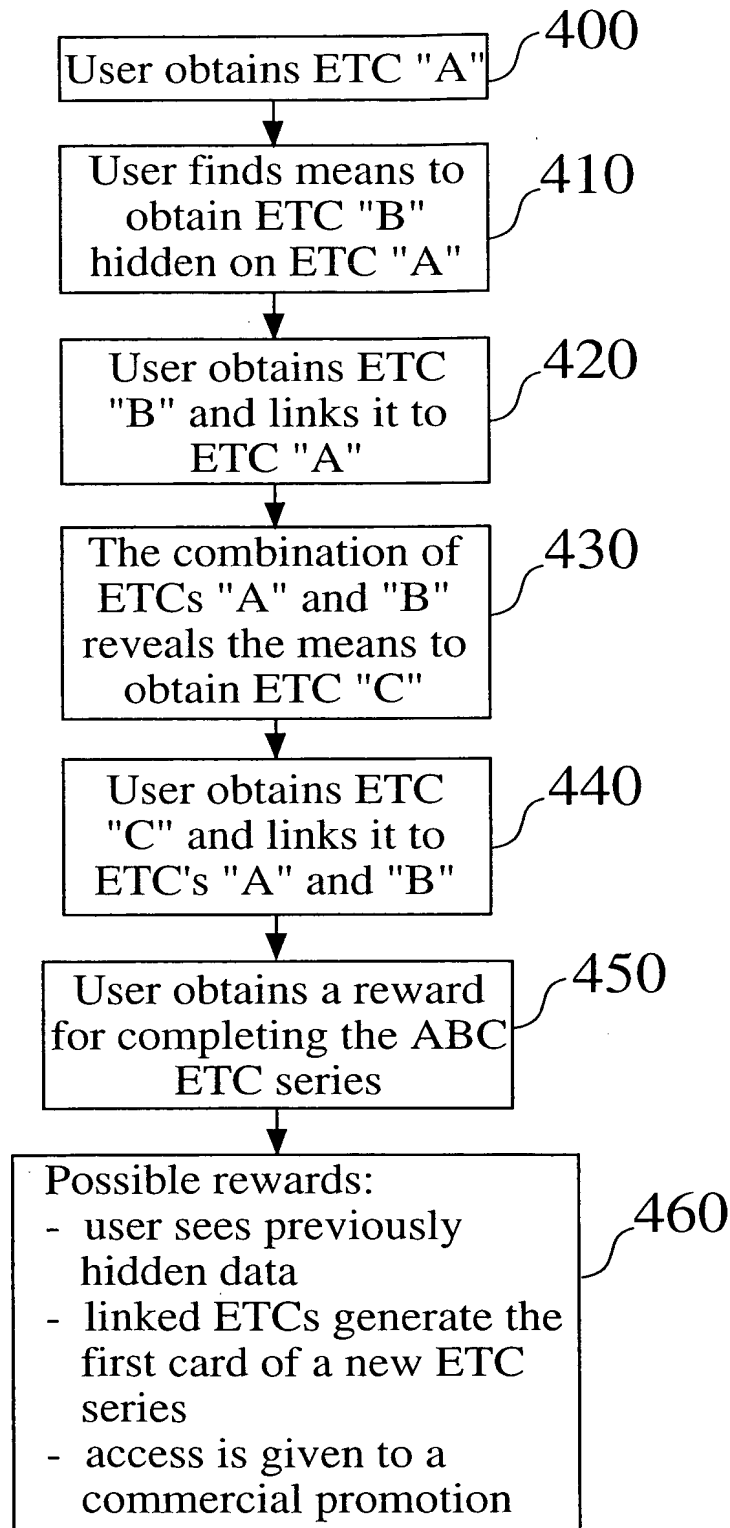 User obtains ETC "A"
400
User finds means to
obtain ETC "B"
hidden on ETC "A"
410
User obtains ETC
"B" and links it to
ETC "A"
420
The combination of
ETCs "A" and "B"
reveals the means to
obtain ETC "C"
430
User obtains ETC
"C" and links it to
ETC's "A" and "B"
440
User obtains a reward
for completing the ABC
ETC series
450
Possible rewards:
- user sees previously
hidden data
- linked ETCs generate the
first card of a new ETC
series
- access is given to a
commercial promotion
460